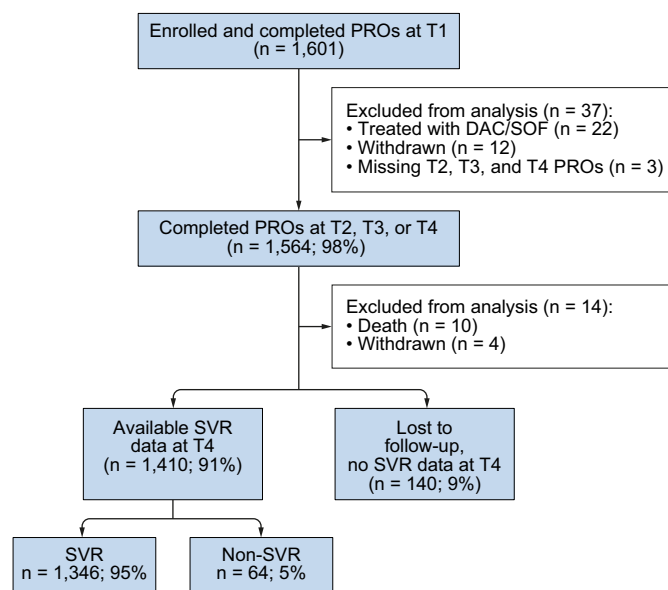 Enrolled and completed PROs at T1
(n = 1,601)
Excluded from analysis (n = 37):
• Treated with DAC/SOF (n = 22)
• Withdrawn (n = 12)
• Missing T2, T3, and T4 PROs (n = 3)
Completed PROs at T2, T3, or T4
(n = 1,564; 98%)
Excluded from analysis (n = 14):
• Death (n = 10)
• Withdrawn (n = 4)
Available SVR
data at T4
(n = 1,410; 91%)
Lost to
follow-up,
no SVR data at T4
(n = 140; 9%)
SVR
n = 1,346; 95%
Non-SVR
n = 64; 5%